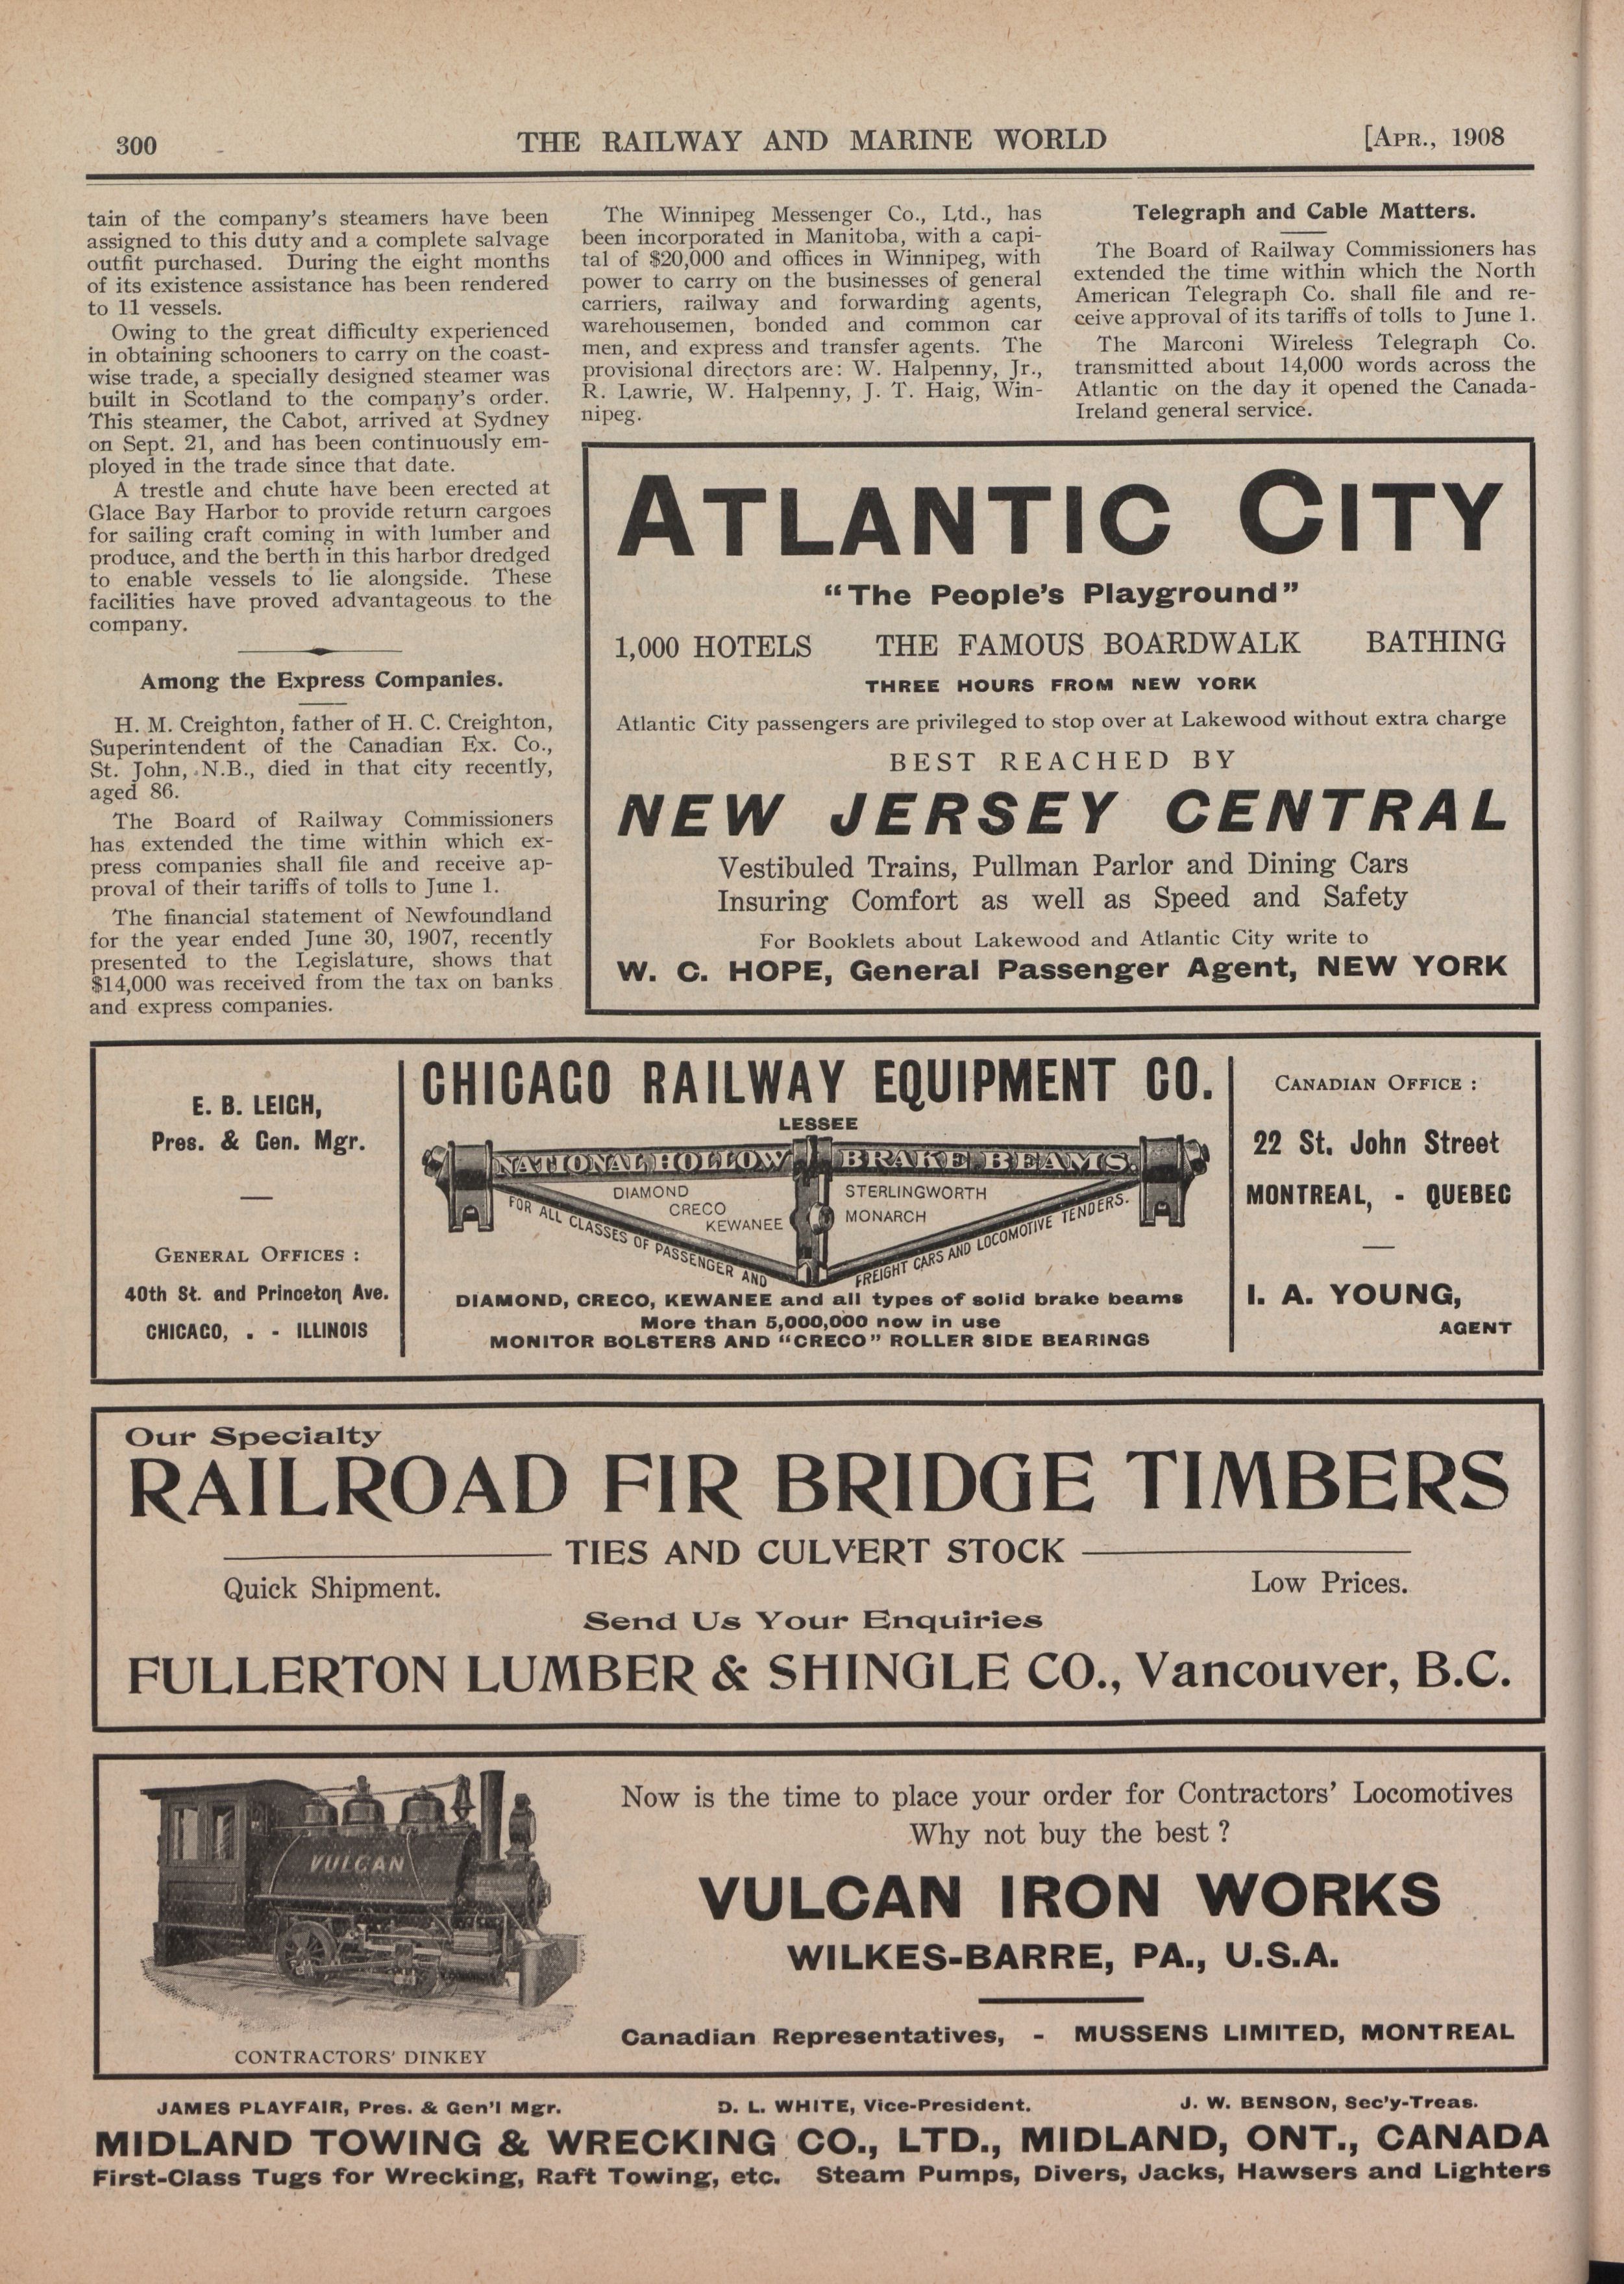 300
THE RAILWAY AND MARINE WORLD
[APR., 1908
tain of the company's steamers have been
assigned to this duty and a complete salvage
outfit purchased. During the eight months
of its existence assistance has been rendered
to 11 vessels.
Owing to the great difficulty experienced
in obtaining schooners to carry on the coast-
wise trade, a specially designed steamer was
built in Scotland to the company's order.
This steamer, the Cabot, arrived at Sydney
on Sept. 21, and has been continuously em-
ployed in the trade since that date.
A trestle and chute have been erected at
Glace Bay Harbor to provide return cargoes
for sailing craft coming in with lumber and
produce, and the berth in this harbor dredged
to enable vessels to lie alongside. These
facilities have proved advantageous to the
company.
Among the Express Companies.
H. M. Creighton, father of H. C. Creighton,
Superintendent of the Canadian Ex. Co.,
St. John, N.B., died in that city recently,
aged 86.
The Board of Railway Commissioners
has extended the time within which ex-
press companies shall file and receive ap-
proval of their tariffs of tolls to June 1.
The financial statement of Newfoundland
for the year ended June 30, 1907, recently
presented to the Legislature, shows that
$14,000 was received from the tax on banks
and express companies.
The Winnipeg Messenger Co., Ltd., has
been incorporated in Manitoba, with a capi-
tal of $20,000 and offices in Winnipeg, with
power to carry on the businesses of general
carriers, railway and forwarding agents,
warehousemen, bonded and common car
men, and express and transfer agents. The
provisional directors are: W. Halpenny, Jr.,
R. Lawrie, W. Halpenny, J. T. Haig, Win-
nipeg.
Telegraph and Cable Matters.
The Board of Railway Commissioners has
extended the time within which the North
American Telegraph Co. shall file and re-
ceive approval of its tariffs of tolls to June 1.
The Marconi Wireless Telegraph Co.
transmitted about 14,000 words across the
Atlantic on the day it opened the Canada-
Ireland general service.
ATLANTIC CITY
"The People's Playground"
1,000 HOTELS THE FAMOUS BOARDWALK BATHING
THREE HOURS FROM NEW YORK
Atlantic City passengers are privileged to stop over at Lakewood without extra charge
BEST REACHED BY
NEW JERSEY CENTRAL
Vestibuled Trains, Pullman Parlor and Dining Cars
Insuring Comfort as well as Speed and Safety
For Booklets about Lakewood and Atlantic City write to
W. C. HOPE, General Passenger Agent, NEW YORK
E. B. LEIGH,
Pres. & Gen. Mgr.
GENERAL OFFICES :
40th St. and Princeton Ave.
CHICAGO, . - ILLINOIS
CHICAGO RAILWAY EQUIPMENT CO.
LESSEE
NATIONAL HOLLOW BRAKE BEAMS.
DIAMOND
CRECO
KEWANEE
STERLINGWORTH
MONARCH
FOR ALL CLASSES OF PASSENGER AND
FREIGHT CARS AND LOCOMOTIVE TENDERS.
DIAMOND, CRECO, KEWANEE and all types of solid brake beams
More than 5,000,000 now in use
MONITOR BOLSTERS AND "CRECO" ROLLER SIDE BEARINGS
CANADIAN OFFICE :
22 St. John Street
MONTREAL, - QUEBEC
I. A. YOUNG,
AGENT
Our Specialty
RAILROAD FIR BRIDGE TIMBERS
TIES AND CULVERT STOCK
Quick Shipment. Low Prices.
Send Us Your Enquiries
FULLERTON LUMBER & SHINGLE CO., Vancouver, B.C.
VULCAN
CONTRACTORS' DINKEY
Now is the time to place your order for Contractors' Locomotives
Why not buy the best ?
VULCAN IRON WORKS
WILKES-BARRE, PA., U.S.A.
Canadian Representatives, - MUSSENS LIMITED, MONTREAL
JAMES PLAYFAIR, Pres. & Gen'l Mgr. D. L. WHITE, Vice-President. J. W. BENSON, Sec'y-Treas.
MIDLAND TOWING & WRECKING CO., LTD., MIDLAND, ONT., CANADA
First-Class Tugs for Wrecking, Raft Towing, etc. Steam Pumps, Divers, Jacks, Hawsers and Lighters